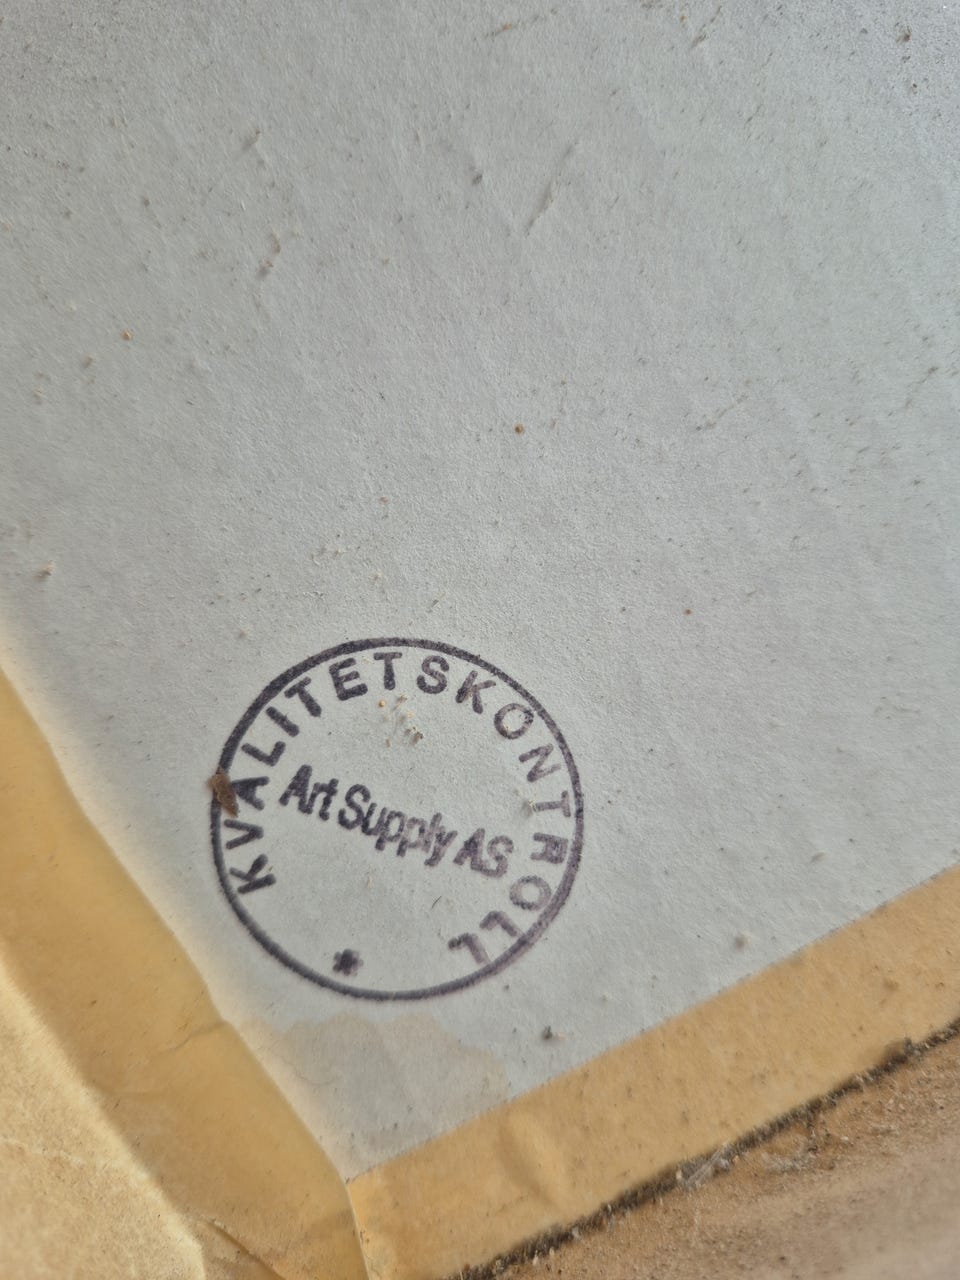 KVALITETSKONTROLL
Art Supply AS
*